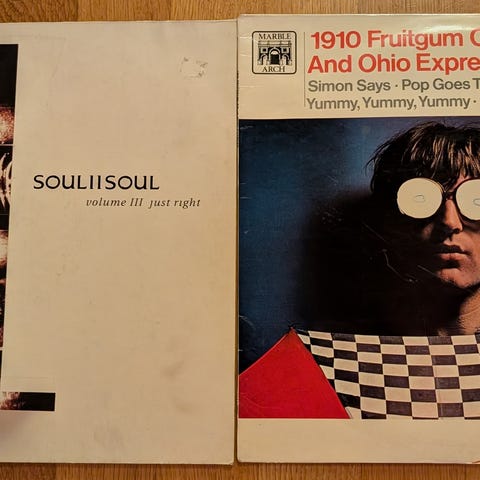 SOULIISOUL
volume III just right
MARBLE
ARCH
1910 Fruitgum
And Ohio Expre
Simon Says · Pop Goes T
Yummy, Yummy, Yummy ·